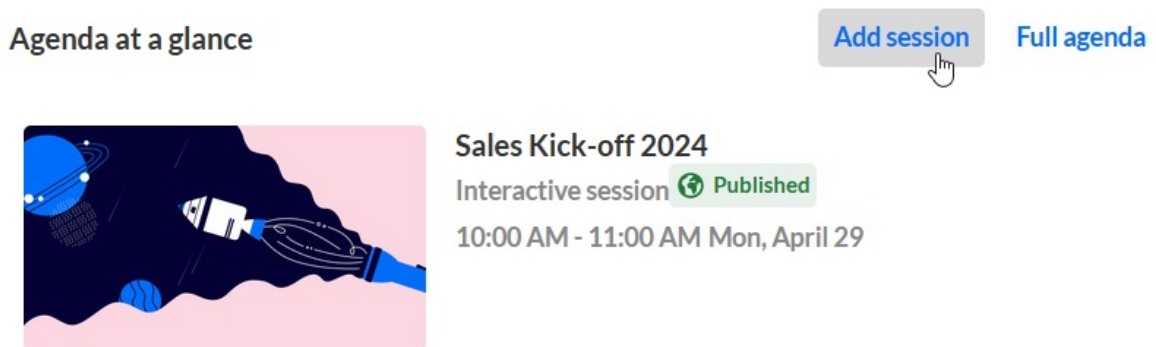 Agenda at a glance
Add session
Full agenda
Sales Kick-off 2024
Interactive session Published
10:00 AM - 11:00 AM Mon, April 29